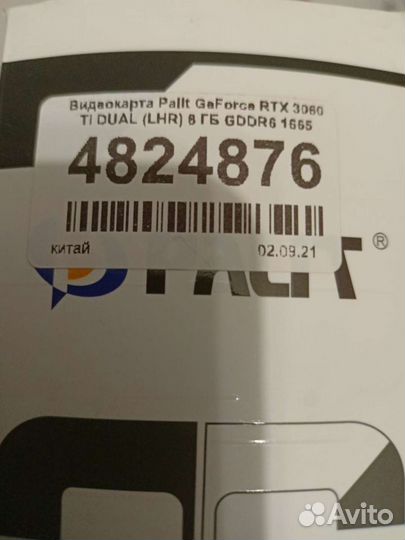 Видеокарта Palit GeForce RTX 3060
Ti DUAL (LHR) 8 ГБ GDDR6 1665
4824876
китай
02.09.21
PALIT®
Avito